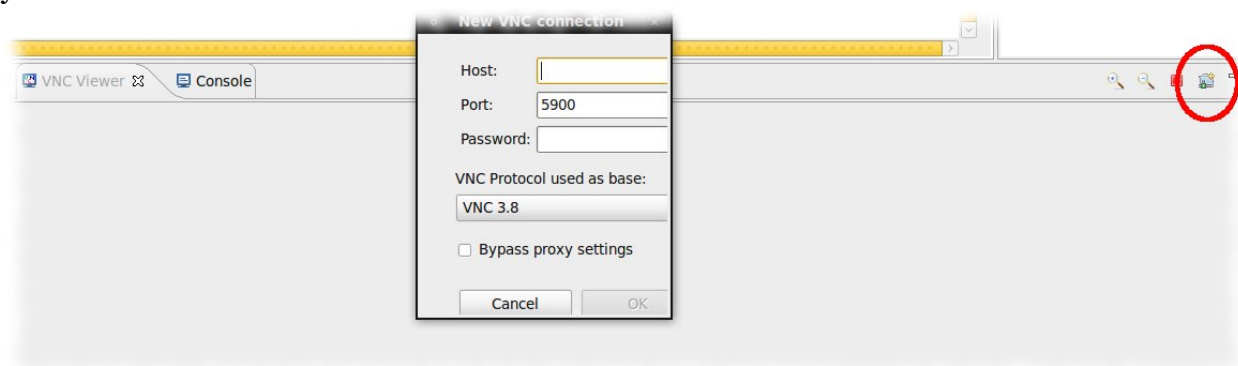 New VNC connection
VNC Viewer
Console
Host:
Port: 5900
Password:
VNC Protocol used as base:
VNC 3.8
Bypass proxy settings
Cancel OK